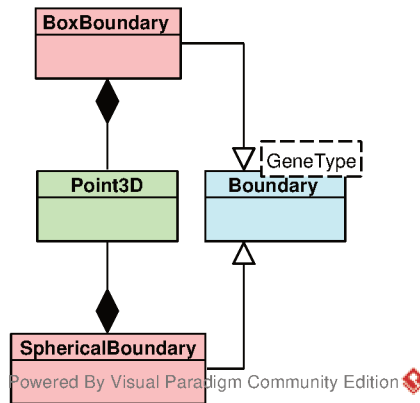 BoxBoundary
GeneType
Point3D
Boundary
SphericalBoundary
Powered By Visual Paradigm Community Edition